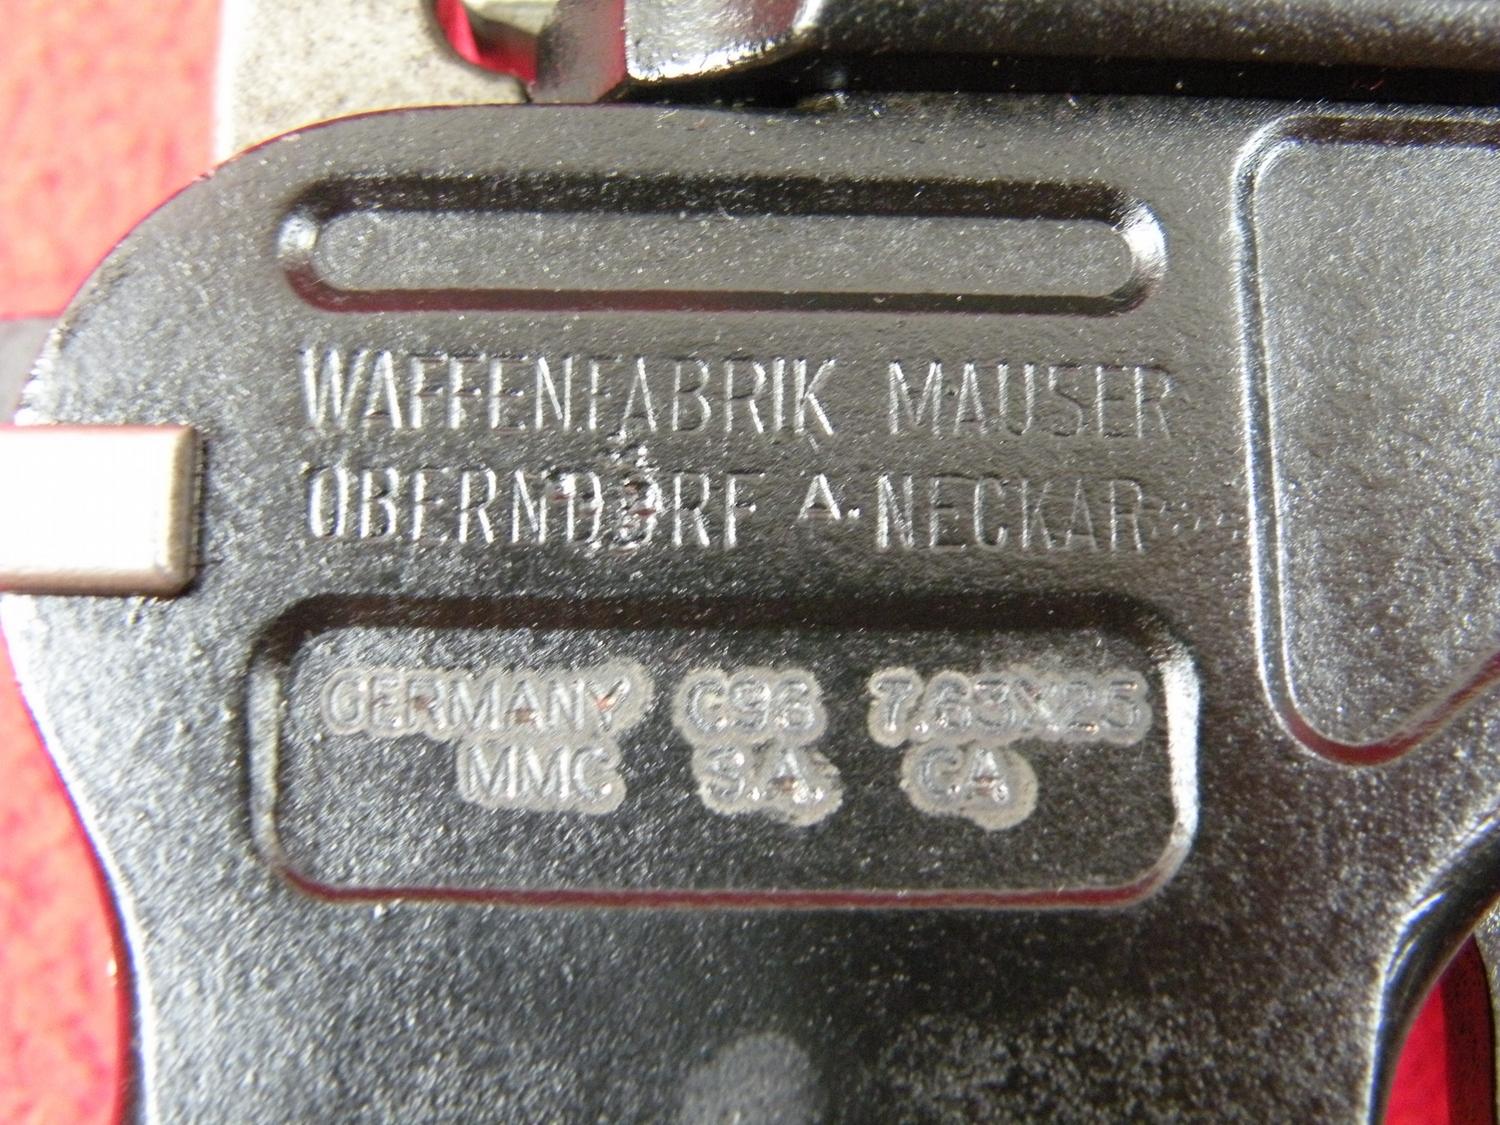 WAFFENFABRIK MAUSER
OBERNDORF A. NECKAR
GERMANY C96 7.63X25
MMC S.A. CA